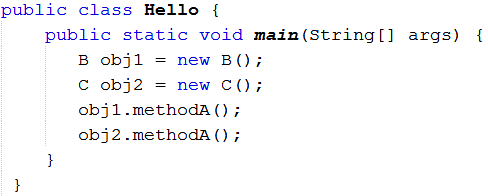 public class Hello {
    public static void main(String[] args) {
       B obj1 = new B();
       C obj2 = new C();
       obj1.methodA();
       obj2.methodA();
    }
 }